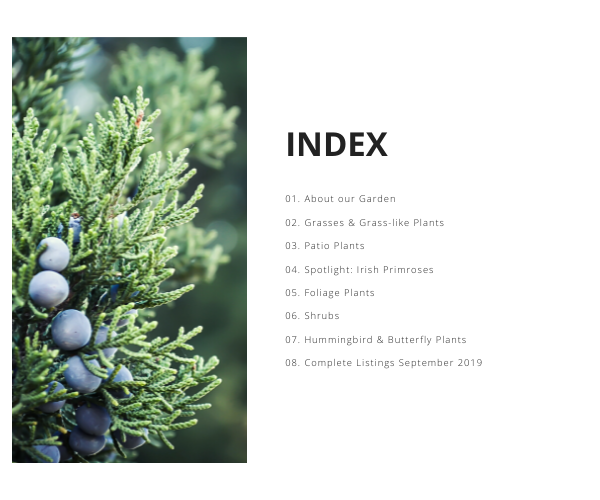 INDEX
01. About our Garden
02. Grasses & Grass-like Plants
03. Patio Plants
04. Spotlight: Irish Primroses
05. Foliage Plants
06. Shrubs
07. Hummingbird & Butterfly Plants
08. Complete Listings September 2019